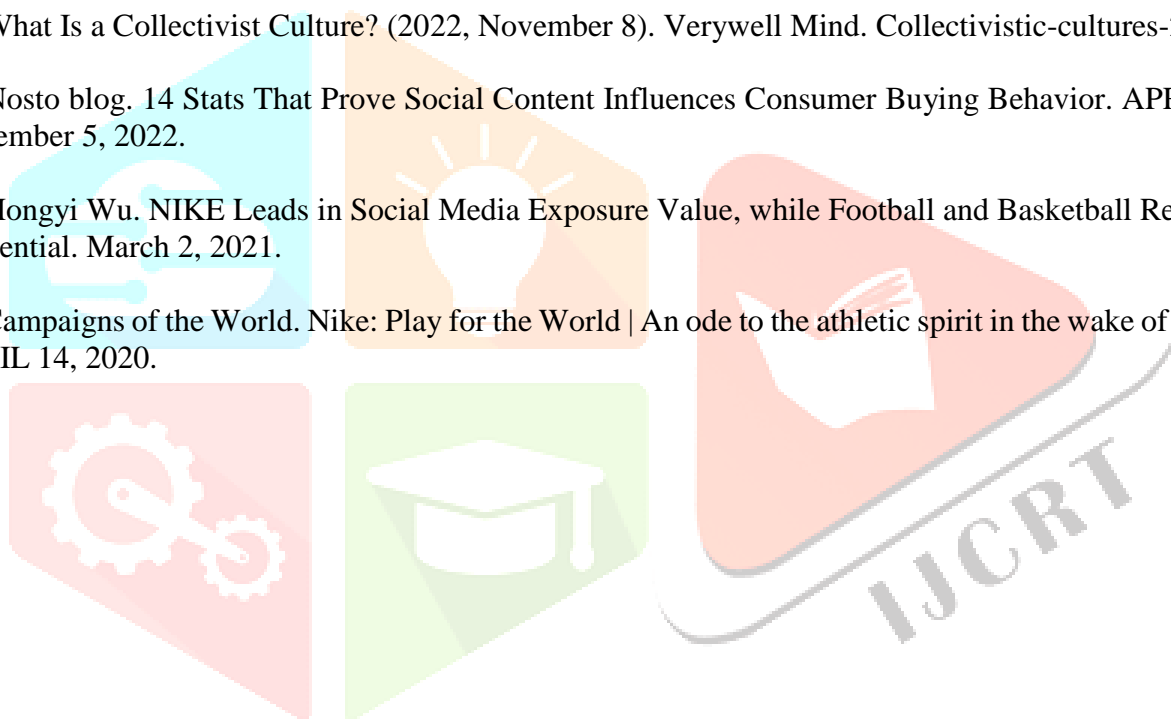 What Is a Collectivist Culture? (2022, November 8). Verywell Mind. Collectivistic-cultures-
Nosto blog. 14 Stats That Prove Social Content Influences Consumer Buying Behavior.
ember 5, 2022.
Hongyi Wu. NIKE Leads in Social Media Exposure Value, while Football and Basketball Re
ential. March 2, 2021.
Campaigns of the World. Nike: Play for the World | An ode to the athletic spirit in the wake of
IL 14, 2020.
IJCRT